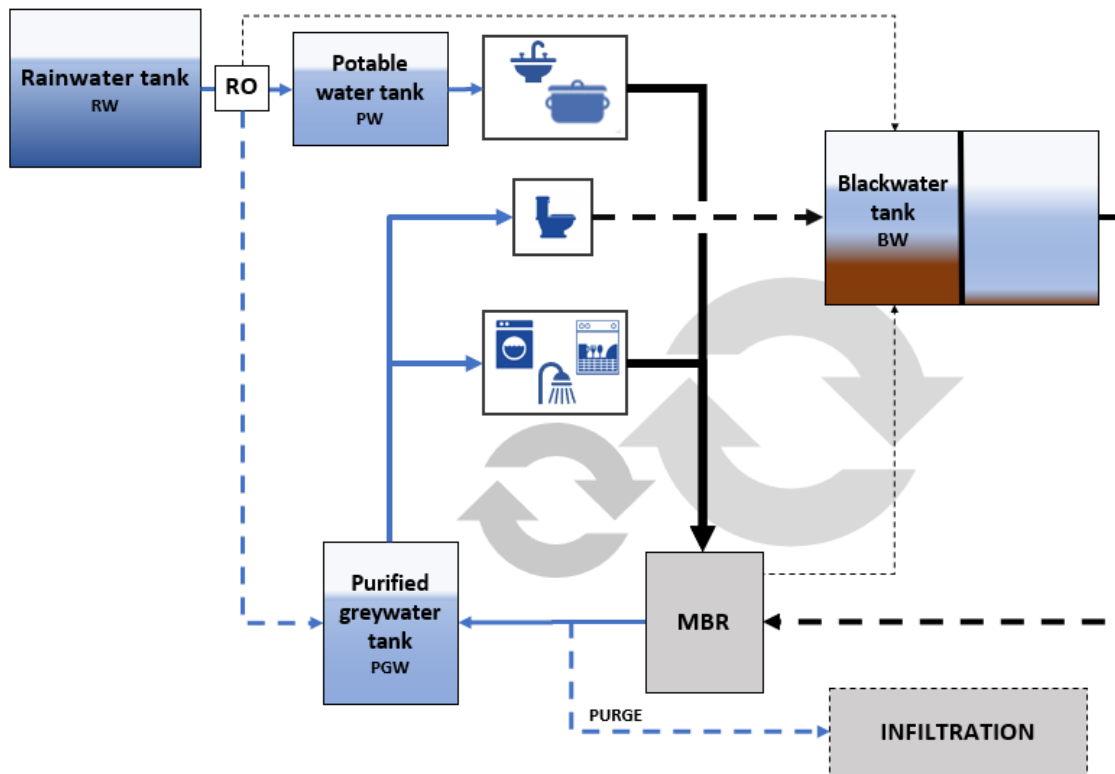 Rainwater tank
RW
RO
Potable
water tank
PW
Blackwater
tank
BW
Purified
greywater
tank
PGW
MBR
PURGE
INFILTRATION